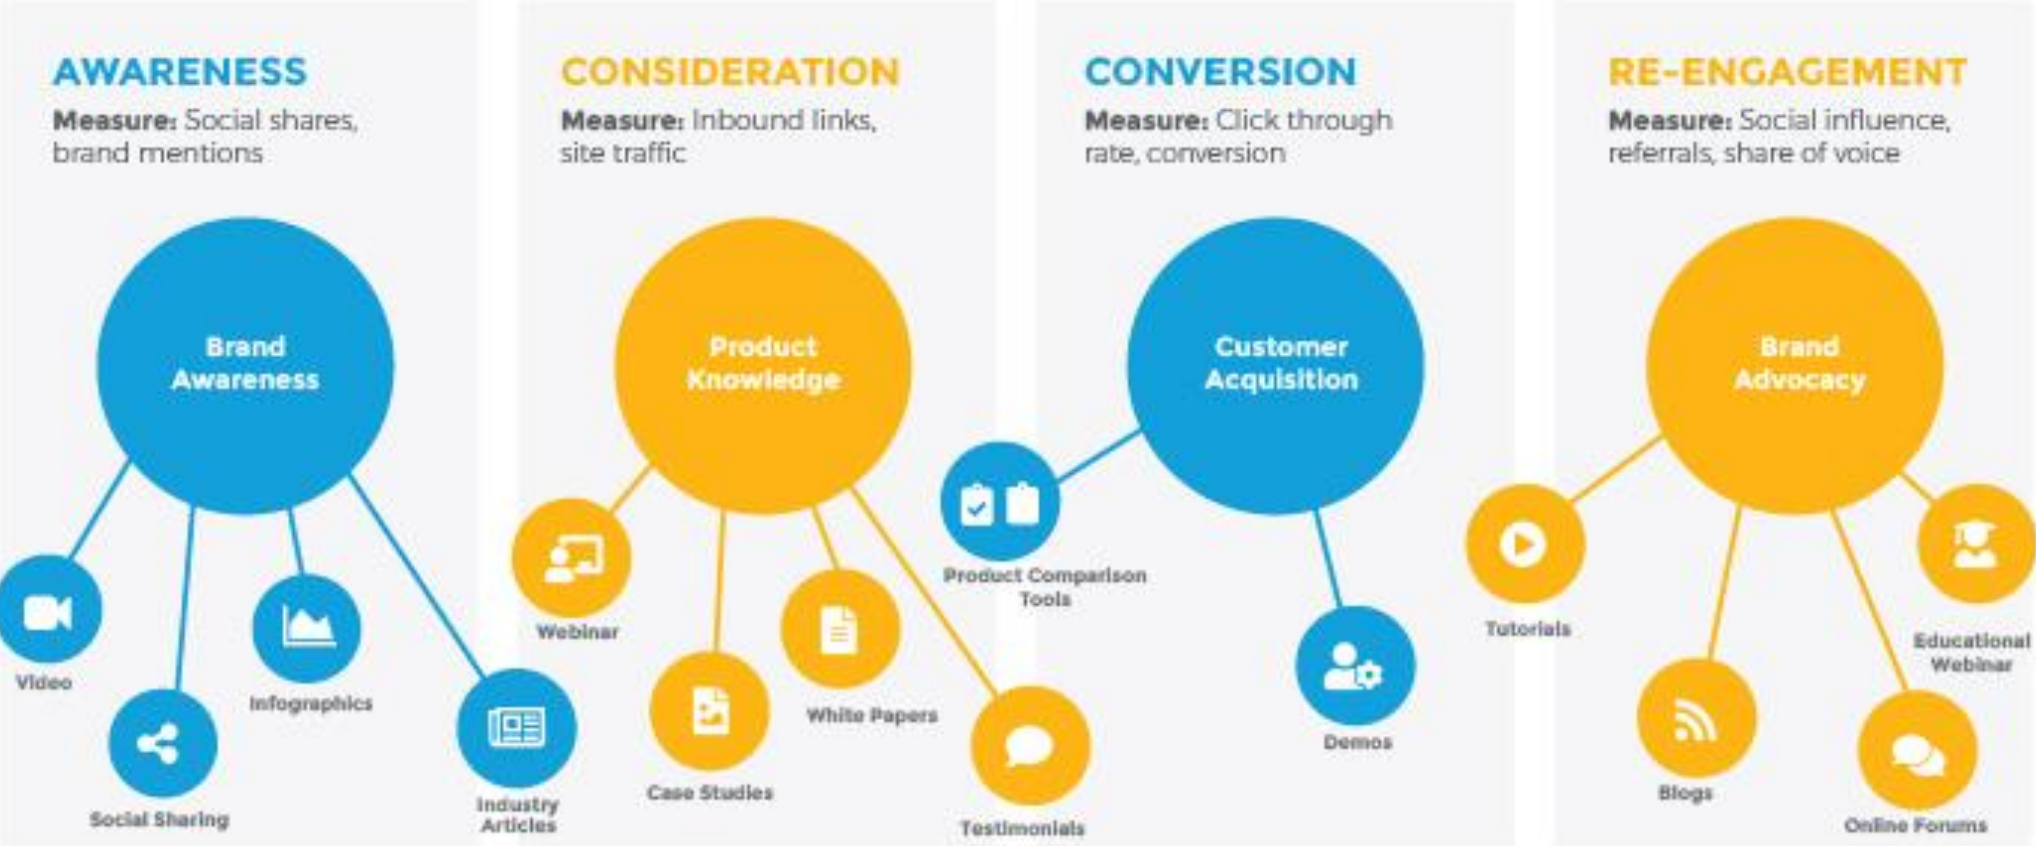 AWARENESS
Measure: Social shares,
brand mentions
Brand
Awareness
Video
Social Sharing
Infographics
Industry
Articles
CONSIDERATION
Measure: Inbound links,
site traffic
Product
Knowledge
Webinar
Case Studies
White Papers
Testimonials
CONVERSION
Measure: Click through
rate, conversion
Customer
Acquisition
Product Comparison
Tools
Demos
RE-ENGAGEMENT
Measure: Social influence,
referrals, share of voice
Brand
Advocacy
Tutorials
Blogs
Online Forums
Educational
Webinar